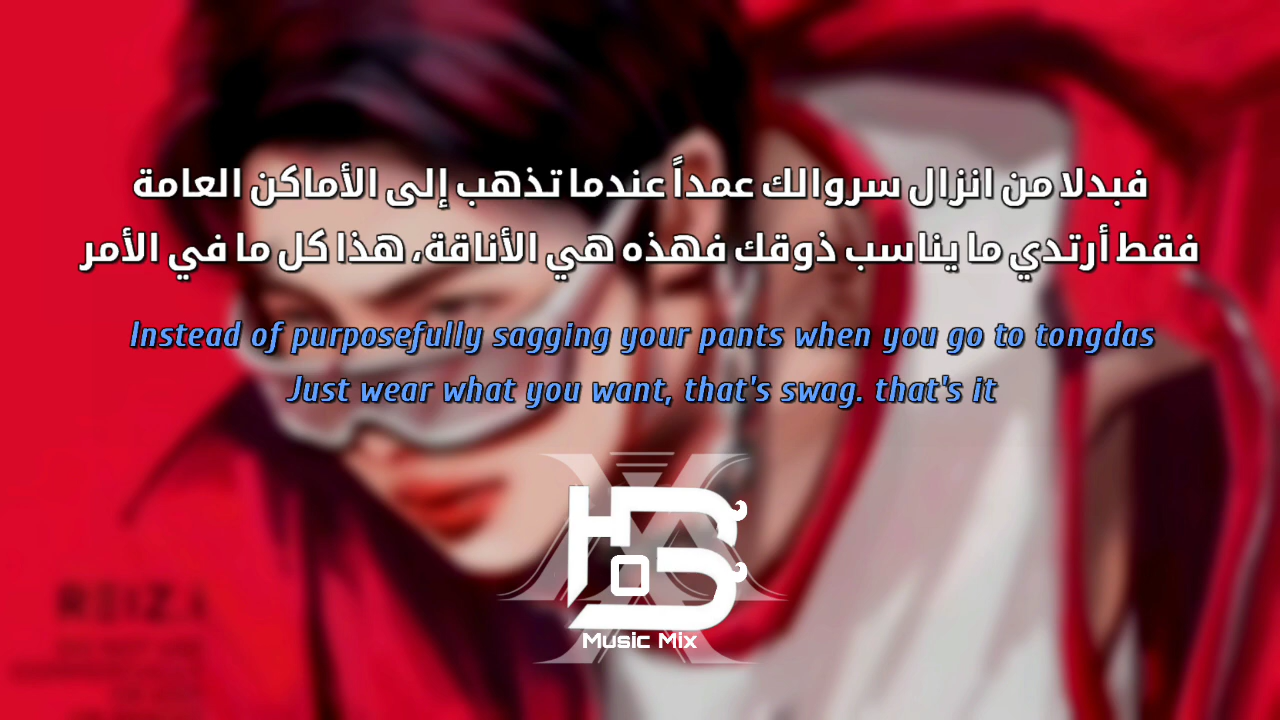 فبدلا من انزال سروالك عمداً عندما تذهب إلى الأماكن العامة
فقط أرتدي ما يناسب ذوقك فهذه هي الأناقة، هذا كل ما في الأمر
Instead of purposefully sagging your pants when you go to tongdas
Just wear what you want, that's swag. that's it
HoB
Music Mix